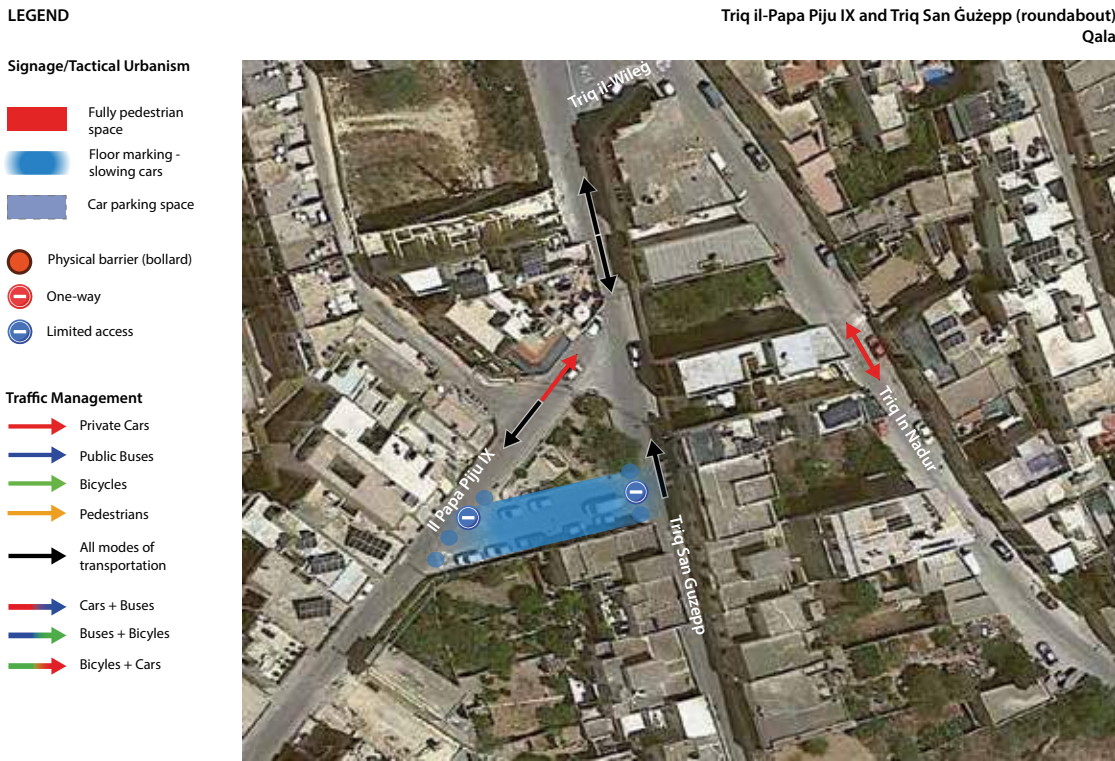 LEGEND
Triq il-Papa Piju IX and Triq San Ġużepp (roundabout)
Qala
Signage/Tactical Urbanism
Fully pedestrian
space
Floor marking -
slowing cars
Car parking space
Physical barrier (bollard)
One-way
Limited access
Traffic Management
Private Cars
Public Buses
Bicycles
Pedestrians
All modes of
transportation
Cars + Buses
Buses + Bicyles
Bicyles + Cars
Triq il-Wileġ
Triq In Nadur
Il Papa Piju IX
Triq San Guzepp